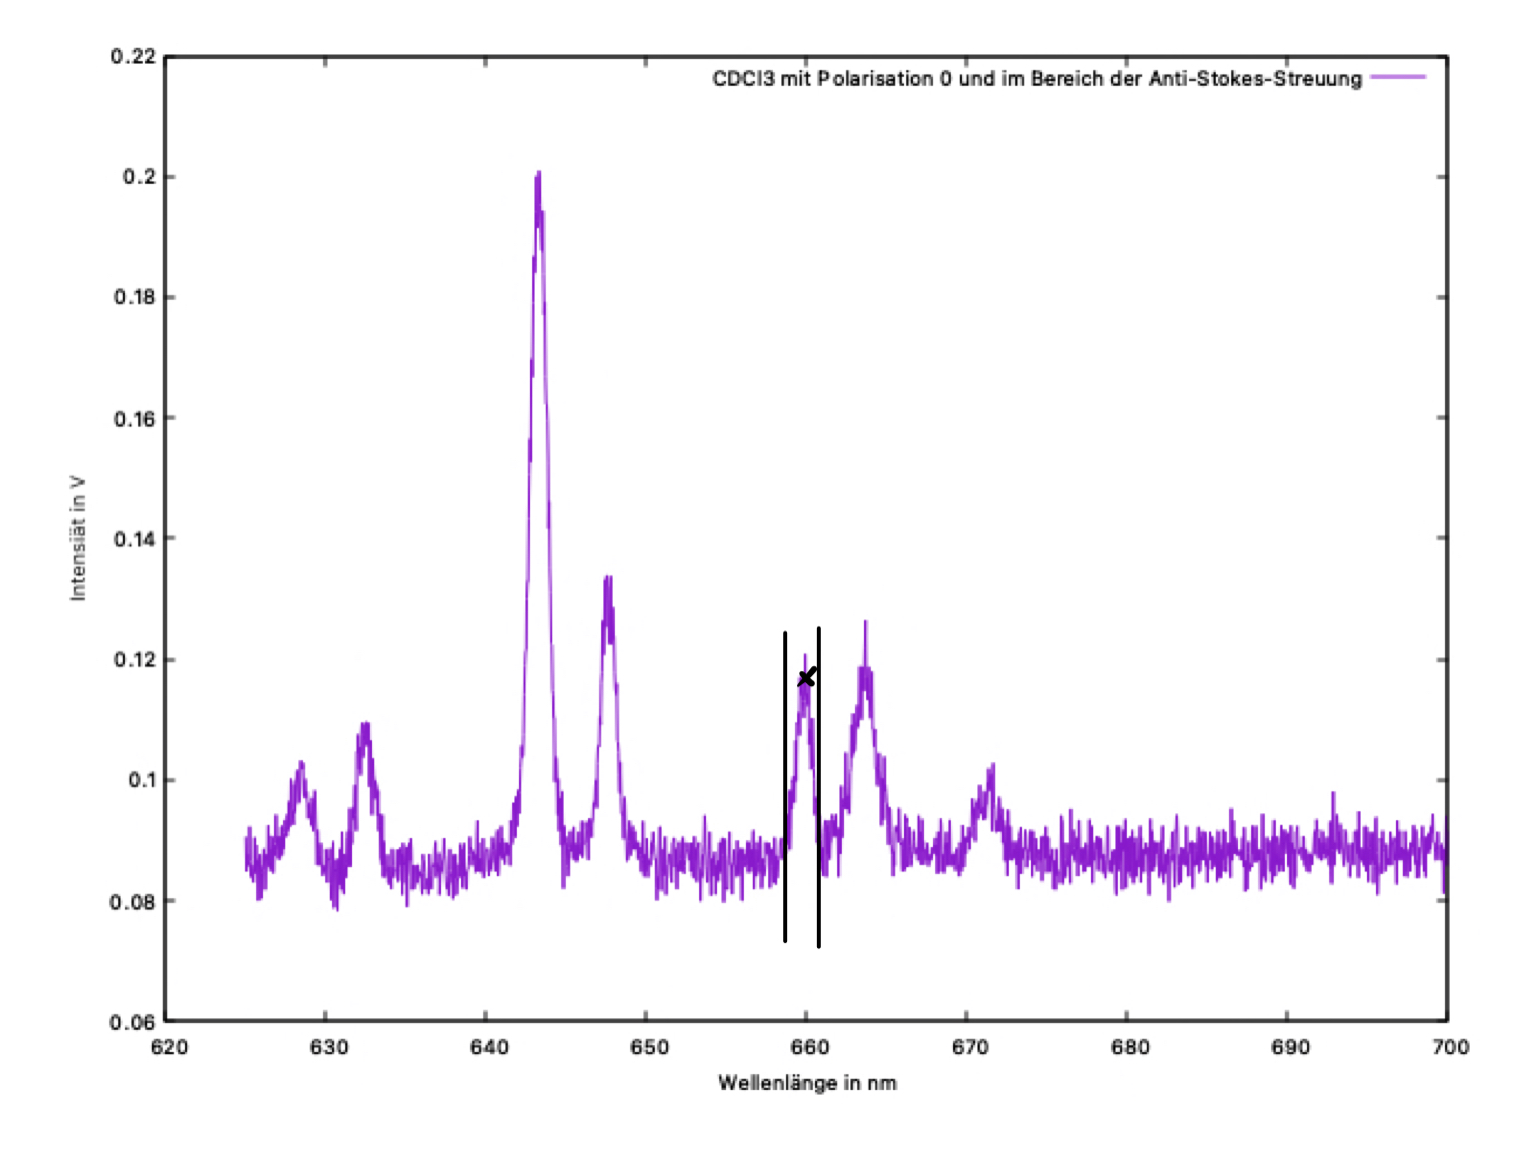 0.22
CDCl3 mit Polarisation 0 und im Bereich der Anti-Stokes-Streuung
0.2
0.18
0.16
0.14
0.12
0.1
0.08
0.06
Intensiät in V
620 630 640 650 660 670 680 690 700
Wellenlänge in nm